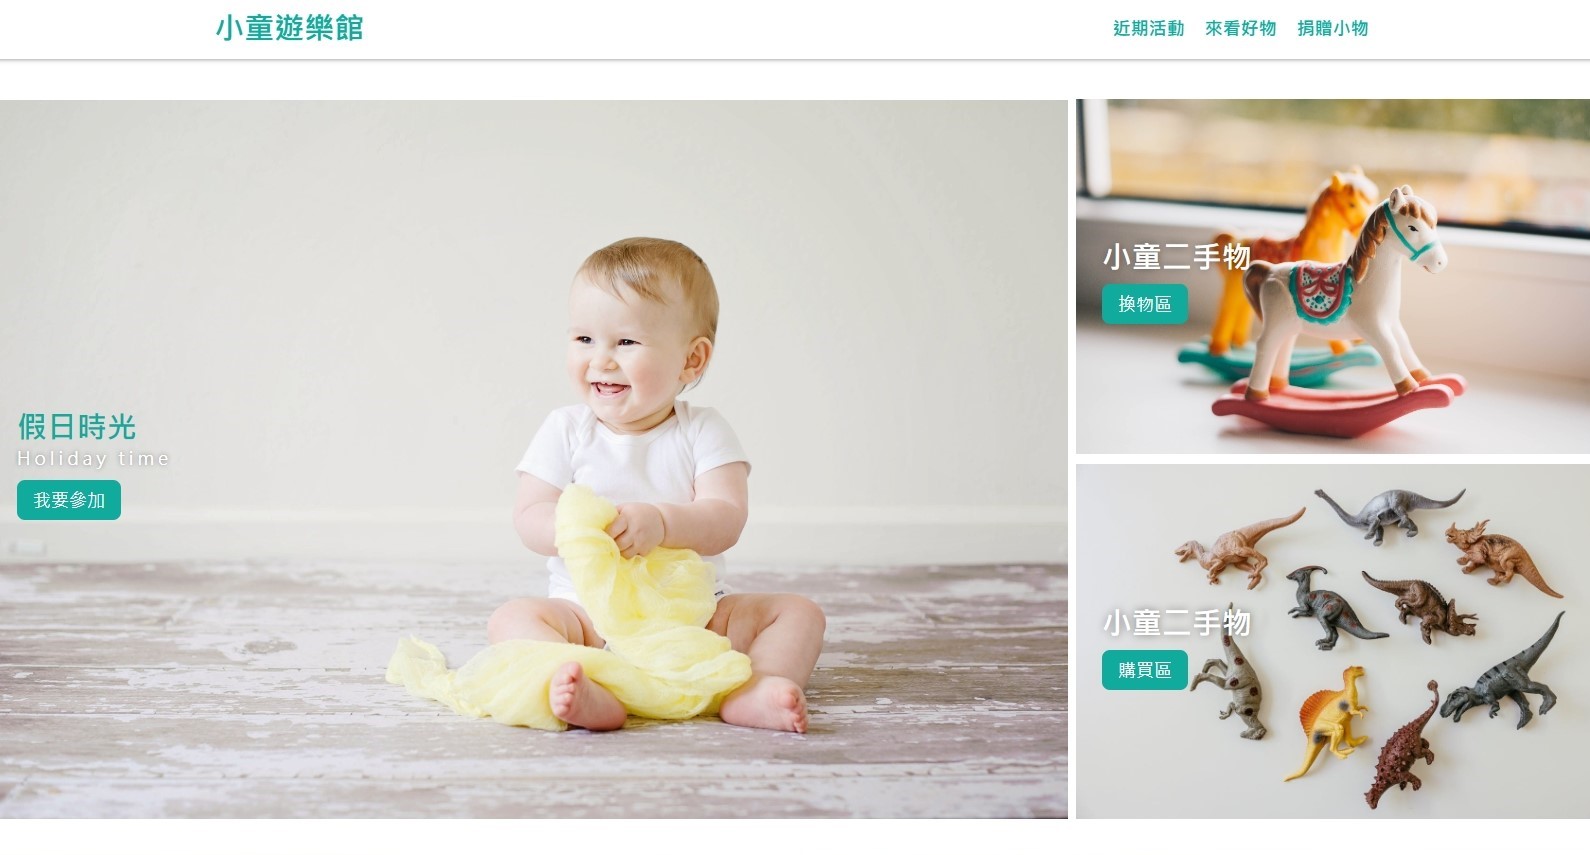 小童遊樂館
近期活動 來看好物 捐贈小物
假日時光
Holiday time
我要參加
小童二手物
換物區
小童二手物
購買區